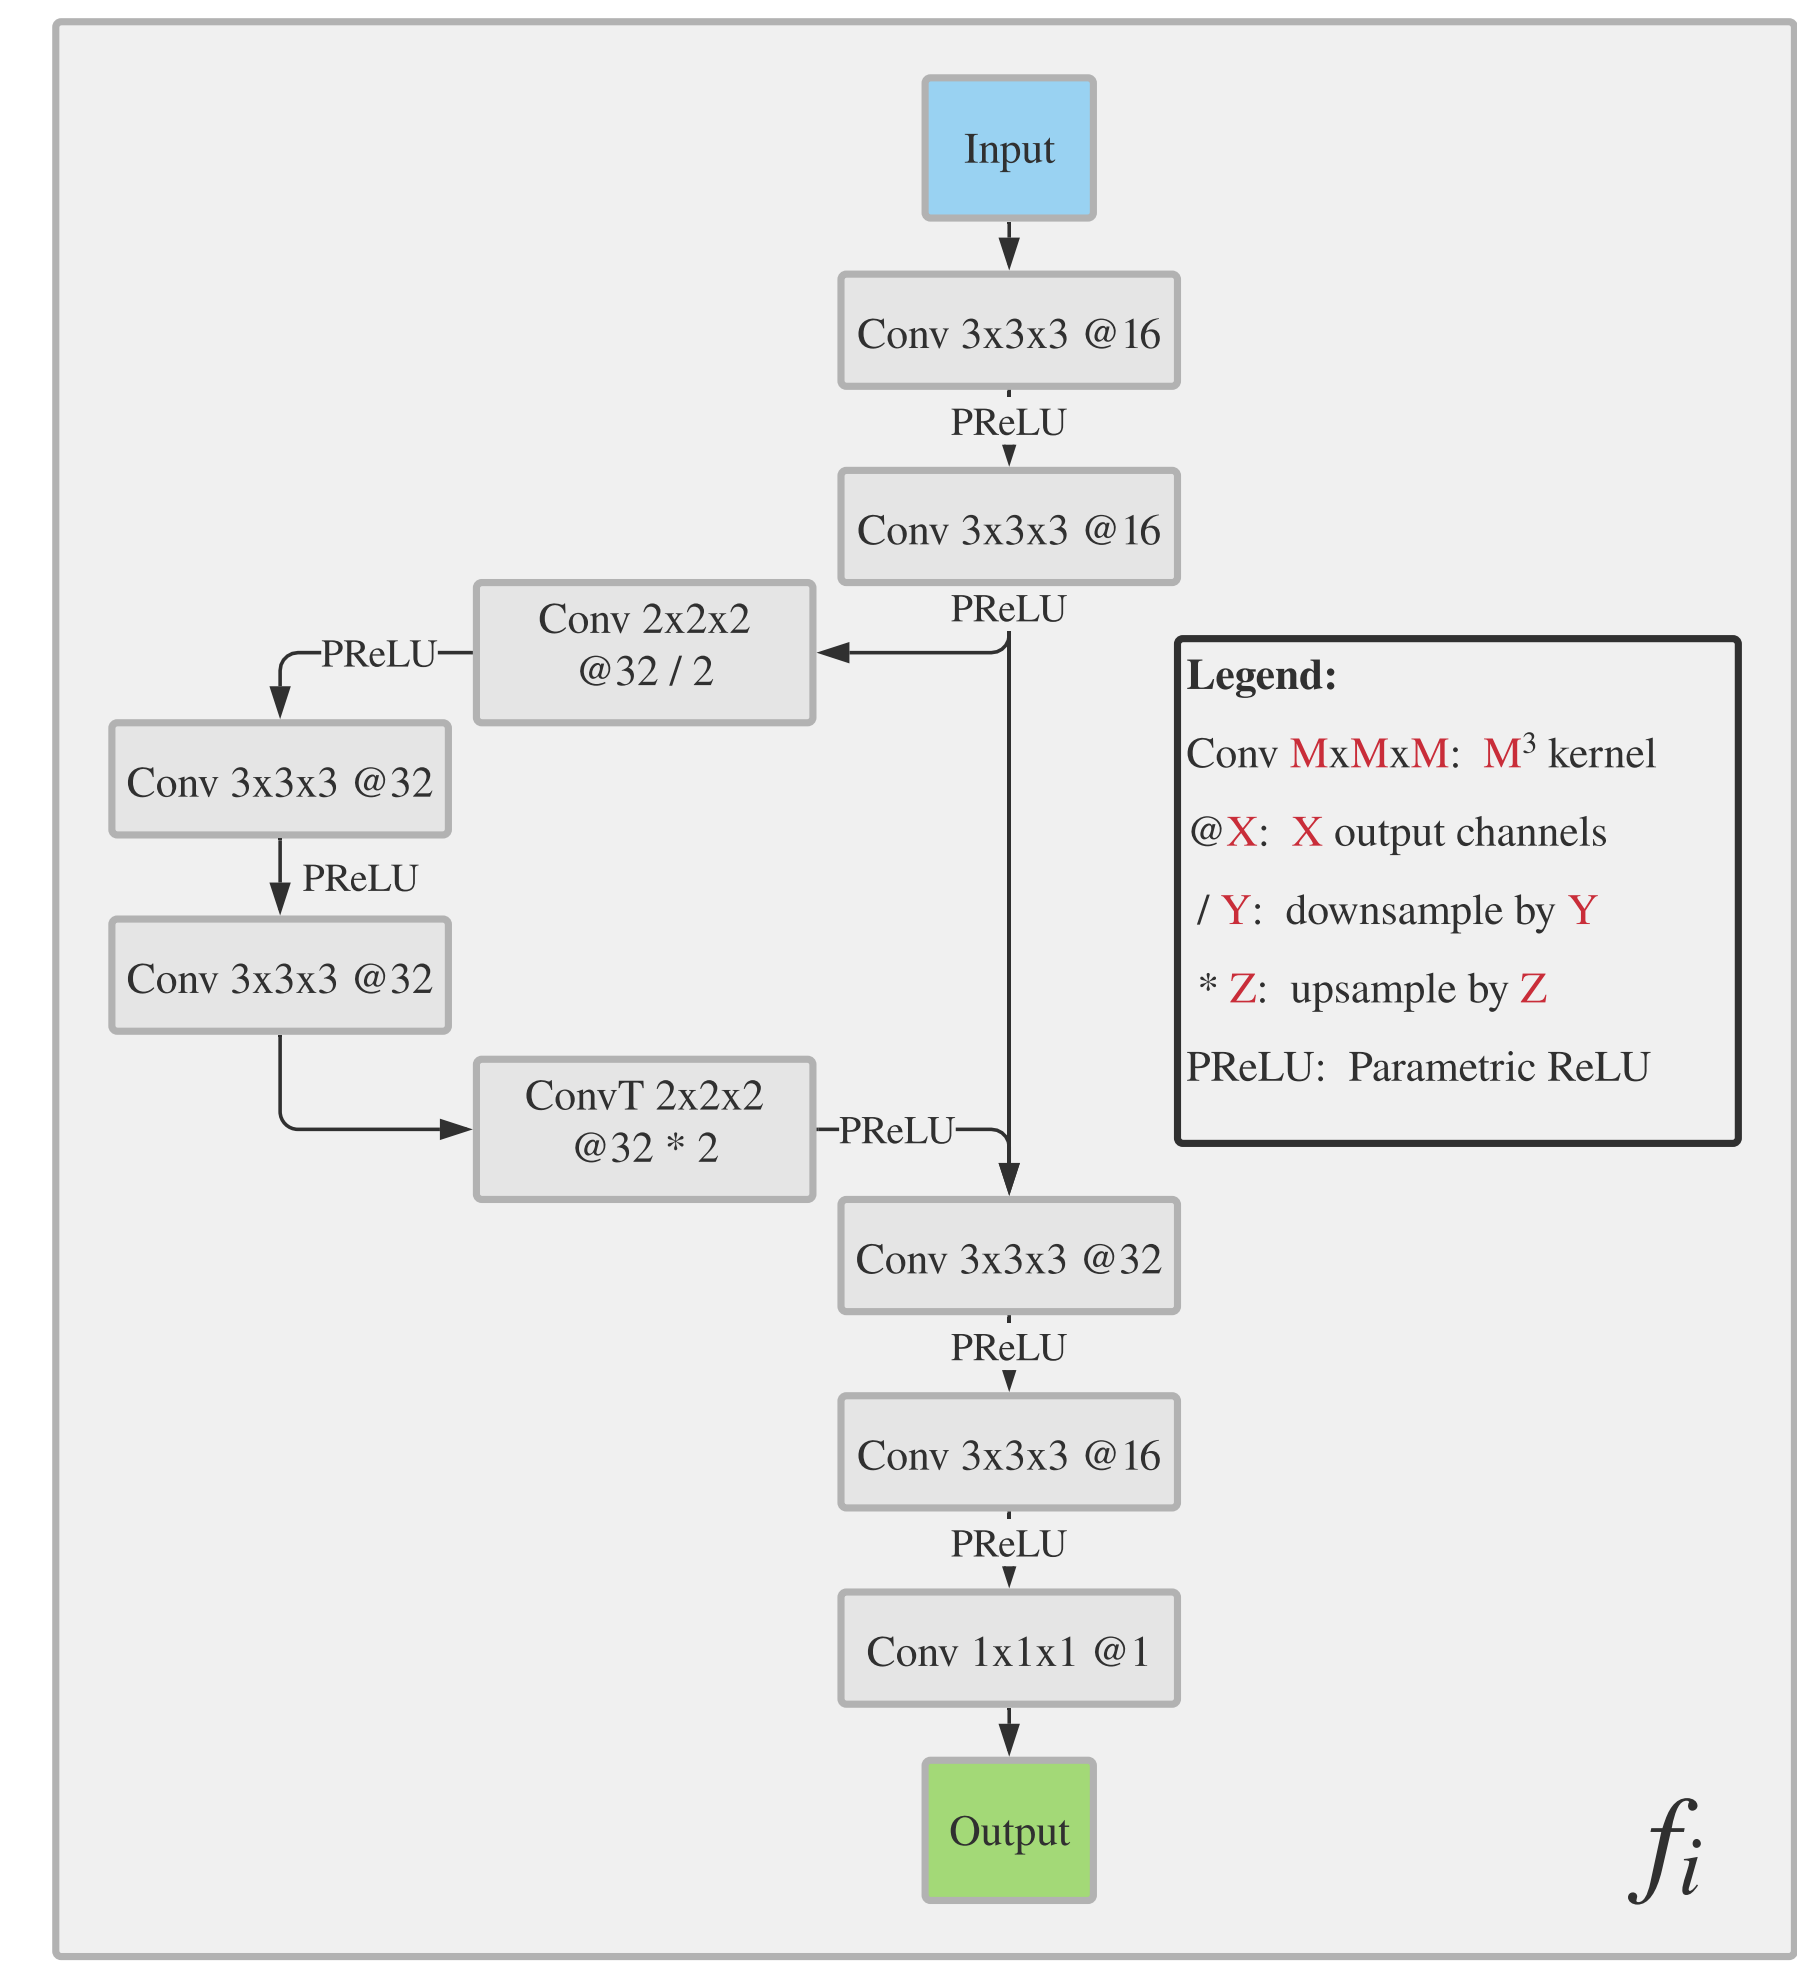 Input
Conv 3x3x3 @16
PReLU
Conv 3x3x3 @16
PReLU
Conv 2x2x2
@32 / 2
PReLU
Conv 3x3x3 @32
PReLU
Conv 3x3x3 @32
ConvT 2x2x2
@32 * 2
PReLU
Conv 3x3x3 @32
PReLU
Conv 3x3x3 @16
PReLU
Conv 1x1x1 @1
Output
Legend:
Conv MxMxM: M³ kernel
@X: X output channels
/ Y: downsample by Y
* Z: upsample by Z
PReLU: Parametric ReLU
fᵢ